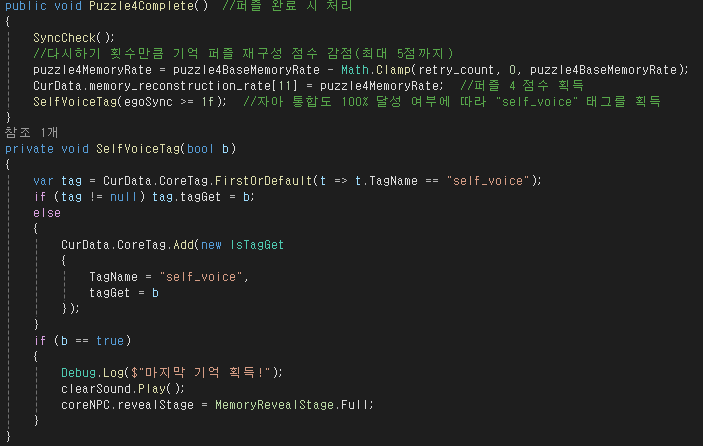 public void Puzzle4Complete()  //퍼즐 완료 시 처리
{
    SyncCheck();
    //다시하기 횟수만큼 기억 퍼즐 재구성 점수 감점(최대 5점까지)
    puzzle4MemoryRate = puzzle4BaseMemoryRate - Math.Clamp(retry_count, 0, puzzle4BaseMemoryRate);
    CurData.memory_reconstruction_rate[11] = puzzle4MemoryRate;  //퍼즐 4 점수 획득
    SelfVoiceTag(egoSync >= 1f);  //자아 통합도 100% 달성 여부에 따라 "self_voice" 태그를 획득
}
참조 1개
private void SelfVoiceTag(bool b)
{
    var tag = CurData.CoreTag.FirstOrDefault(t => t.TagName == "self_voice");
    if (tag != null) tag.tagGet = b;
    else
    {
        CurData.CoreTag.Add(new IsTagGet
        {
            TagName = "self_voice",
            tagGet = b
        });
    }
    if (b == true)
    {
        Debug.Log($"마지막 기억 획득!");
        clearSound.Play();
        coreNPC.revealStage = MemoryRevealStage.Full;
    }
}